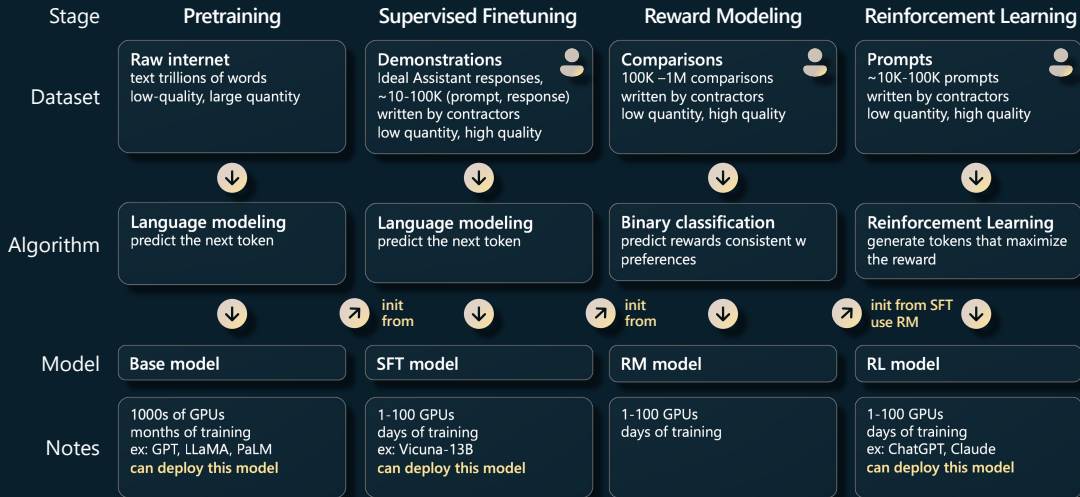 Stage
Pretraining
Supervised Finetuning
Reward Modeling
Reinforcement Learning
Dataset
Raw internet
text trillions of words
low-quality, large quantity
Demonstrations
Ideal Assistant responses,
~10-100K (prompt, response)
written by contractors
low quantity, high quality
Comparisons
100K –1M comparisons
written by contractors
low quantity, high quality
Prompts
~10K-100K prompts
written by contractors
low quantity, high quality
Algorithm
Language modeling
predict the next token
Language modeling
predict the next token
Binary classification
predict rewards consistent w
preferences
Reinforcement Learning
generate tokens that maximize
the reward
init
from
init
from
init from SFT
use RM
Model
Base model
SFT model
RM model
RL model
Notes
1000s of GPUs
months of training
ex: GPT, LLaMA, PaLM
can deploy this model
1-100 GPUs
days of training
ex: Vicuna-13B
can deploy this model
1-100 GPUs
days of training
1-100 GPUs
days of training
ex: ChatGPT, Claude
can deploy this model